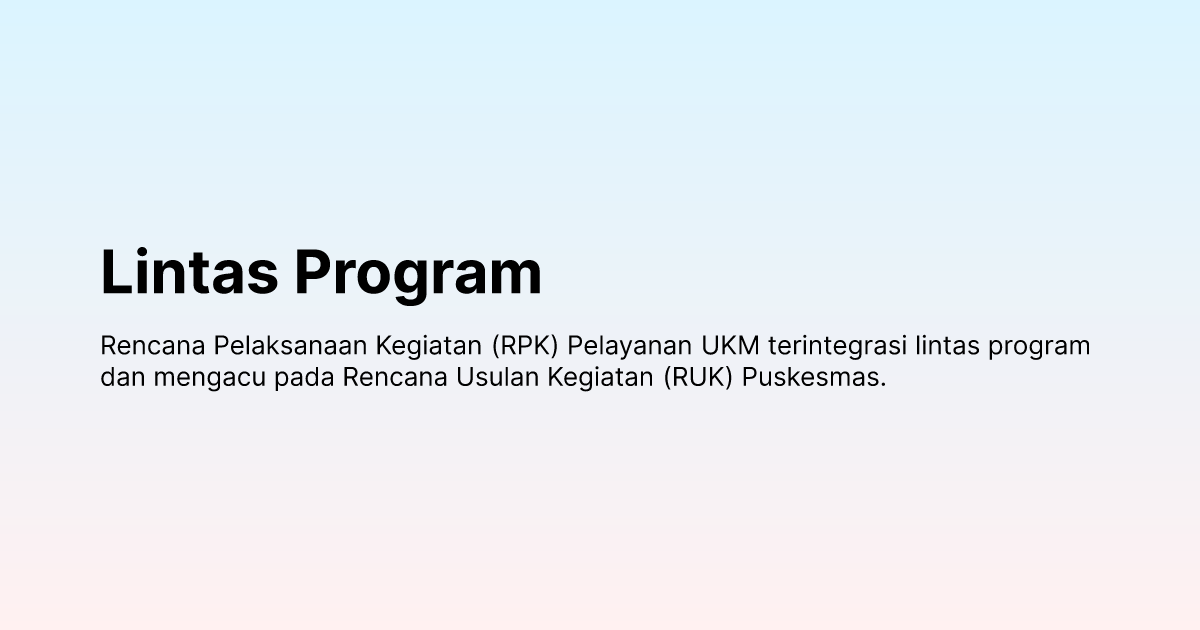 Lintas Program
Rencana Pelaksanaan Kegiatan (RPK) Pelayanan UKM terintegrasi lintas program
dan mengacu pada Rencana Usulan Kegiatan (RUK) Puskesmas.